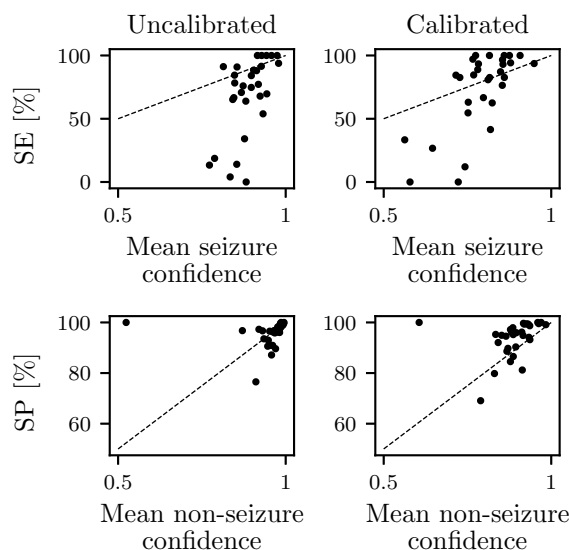 Uncalibrated
Calibrated
SE [%]
100
50
0
0.5
1
Mean seizure
confidence
100
50
0
0.5
1
Mean seizure
confidence
SP [%]
100
80
60
0.5
1
Mean non-seizure
confidence
100
80
60
0.5
1
Mean non-seizure
confidence